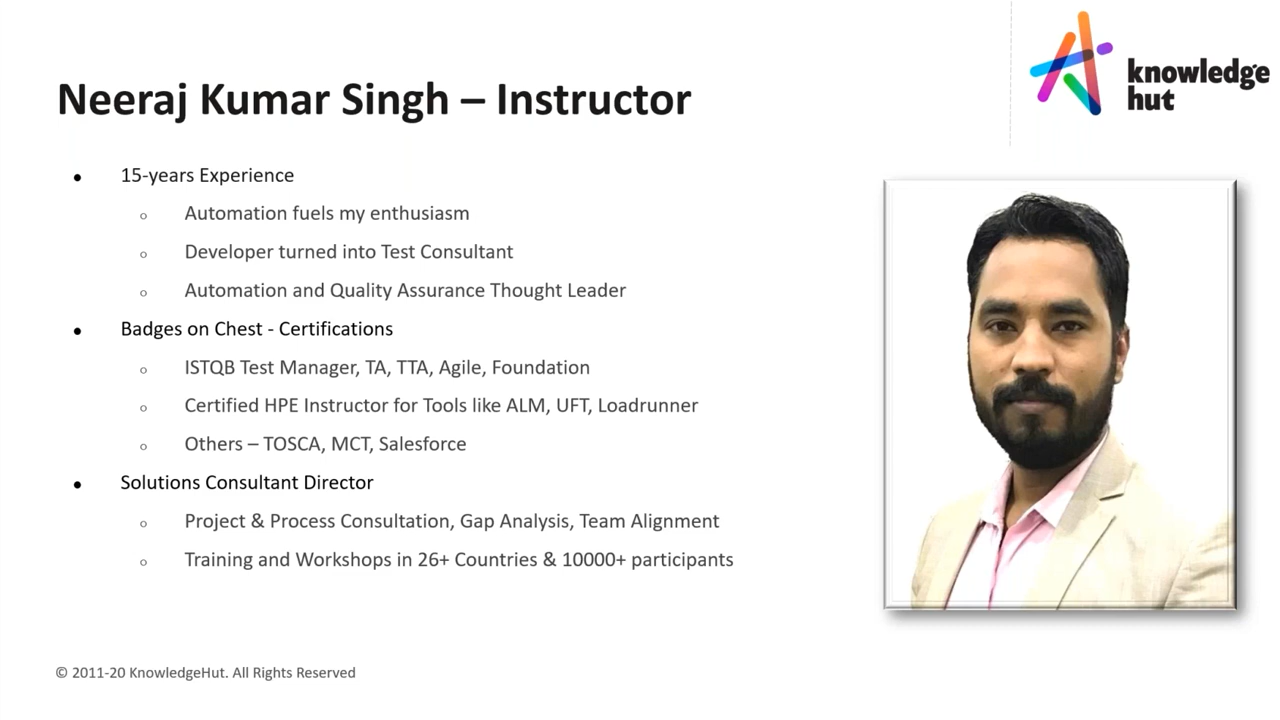 knowledge
hut
Neeraj Kumar Singh – Instructor
• 15-years Experience
o Automation fuels my enthusiasm
o Developer turned into Test Consultant
o Automation and Quality Assurance Thought Leader
• Badges on Chest - Certifications
o ISTQB Test Manager, TA, TTA, Agile, Foundation
o Certified HPE Instructor for Tools like ALM, UFT, Loadrunner
o Others – TOSCA, MCT, Salesforce
• Solutions Consultant Director
o Project & Process Consultation, Gap Analysis, Team Alignment
o Training and Workshops in 26+ Countries & 10000+ participants
© 2011-20 KnowledgeHut. All Rights Reserved